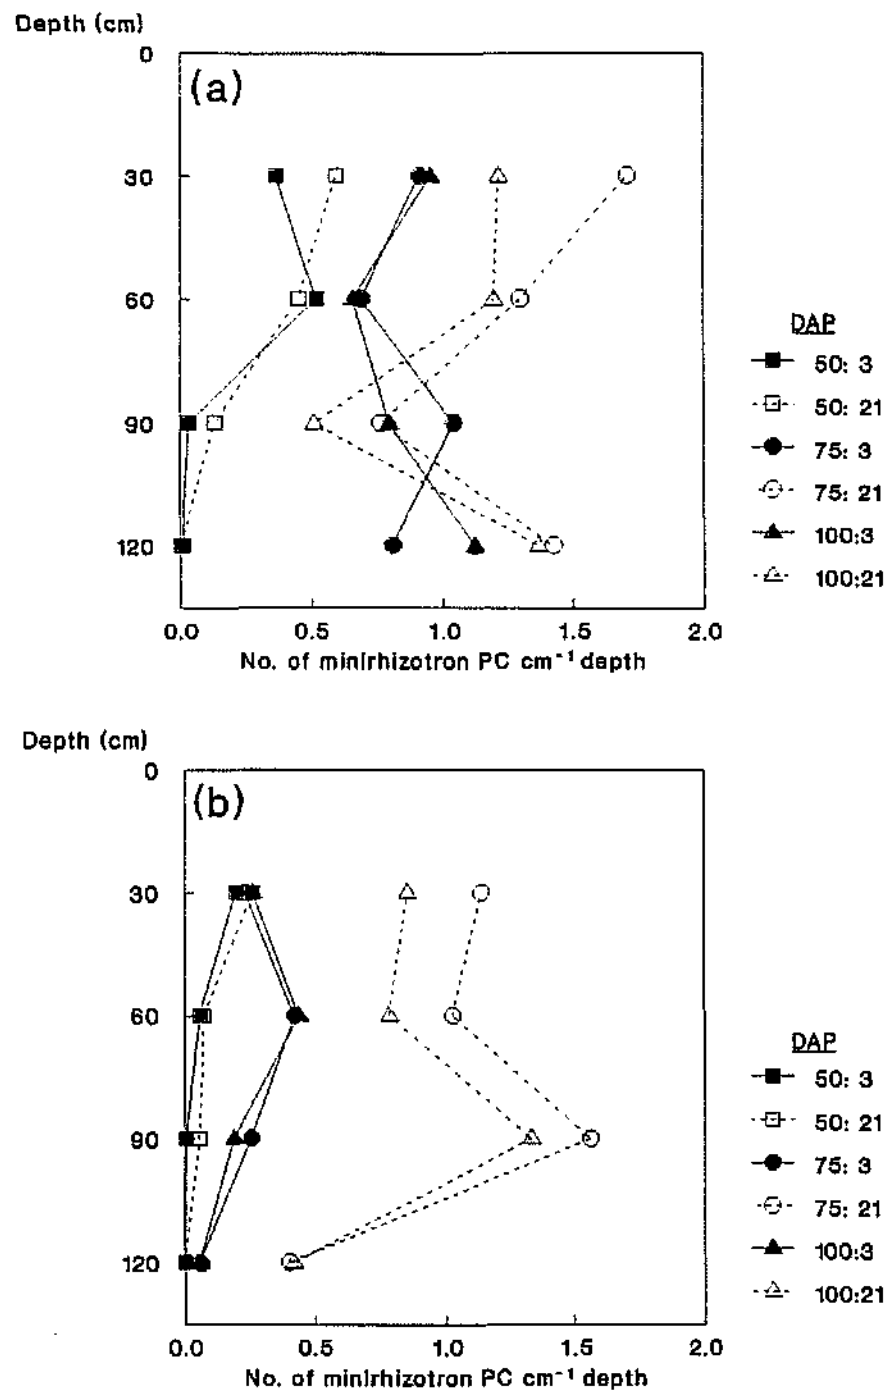 Depth (cm)
0
(a)
30
60
90
120
0.0 0.5 1.0 1.5 2.0
No. of minirhizotron PC cm⁻¹ depth
DAP
50: 3
50: 21
75: 3
75: 21
100:3
100:21
Depth (cm)
0
(b)
30
60
90
120
0.0 0.5 1.0 1.5 2.0
No. of minirhizotron PC cm⁻¹ depth
DAP
50: 3
50: 21
75: 3
75: 21
100:3
100:21